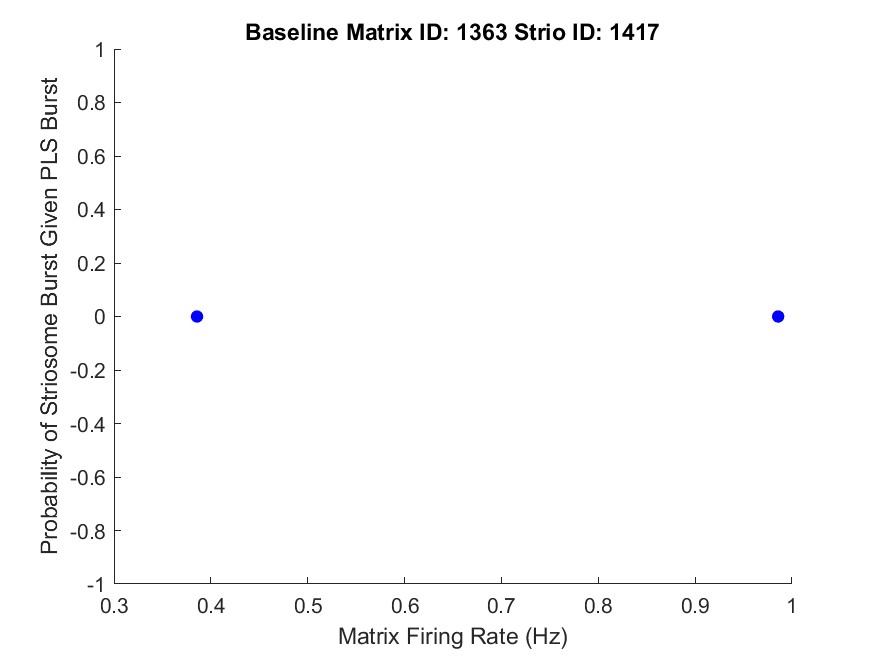 Baseline Matrix ID: 1363 Strio ID: 1417
Probability of Striosome Burst Given PLS Burst
1
0.8
0.6
0.4
0.2
0
-0.2
-0.4
-0.6
-0.8
-1
0.3 0.4 0.5 0.6 0.7 0.8 0.9 1
Matrix Firing Rate (Hz)